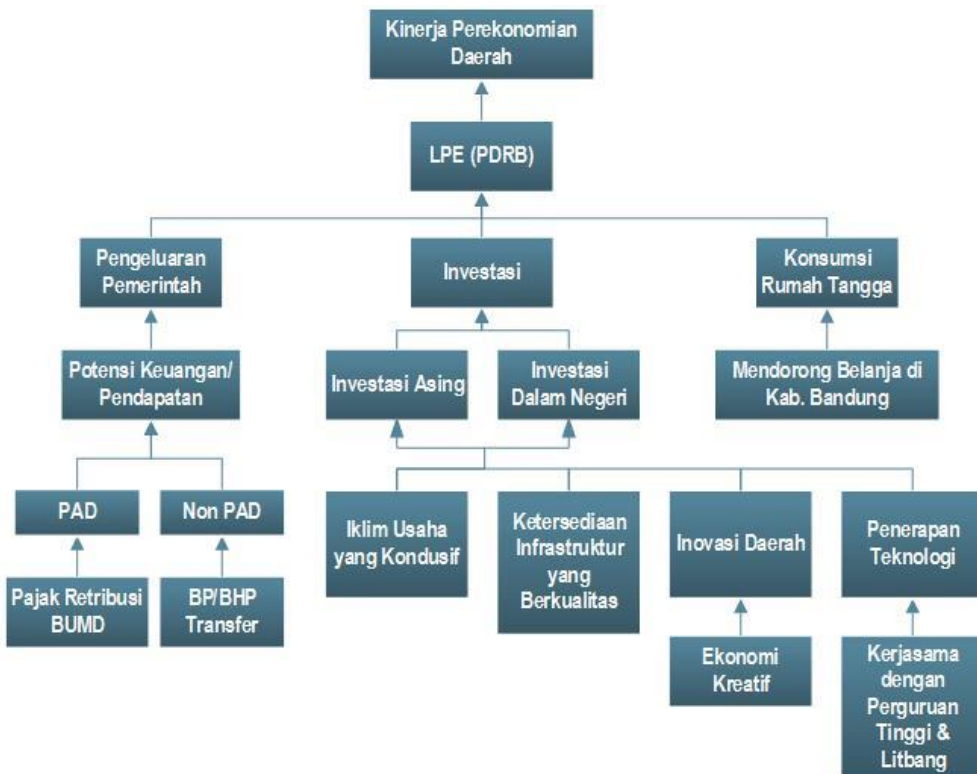 Kinerja Perekonomian
Daerah
LPE (PDRB)
Pengeluaran
Pemerintah
Investasi
Konsumsi
Rumah Tangga
Potensi Keuangan/
Pendapatan
Investasi Asing
Investasi
Dalam Negeri
Mendorong Belanja di
Kab. Bandung
PAD
Non PAD
Iklim Usaha
yang Kondusif
Ketersediaan
Infrastruktur
yang
Berkualitas
Inovasi Daerah
Penerapan
Teknologi
Pajak Retribusi
BUMD
BP/BHP
Transfer
Ekonomi
Kreatif
Kerjasama
dengan
Perguruan
Tinggi &
Litbang